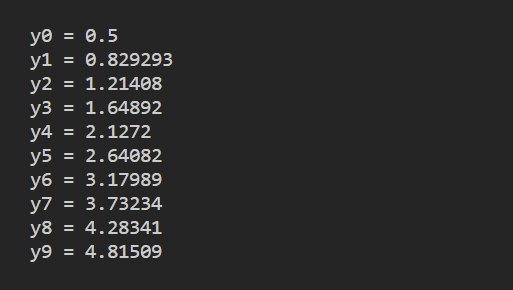 y0 = 0.5
y1 = 0.829293
y2 = 1.21408
y3 = 1.64892
y4 = 2.1272
y5 = 2.64082
y6 = 3.17989
y7 = 3.73234
y8 = 4.28341
y9 = 4.81509